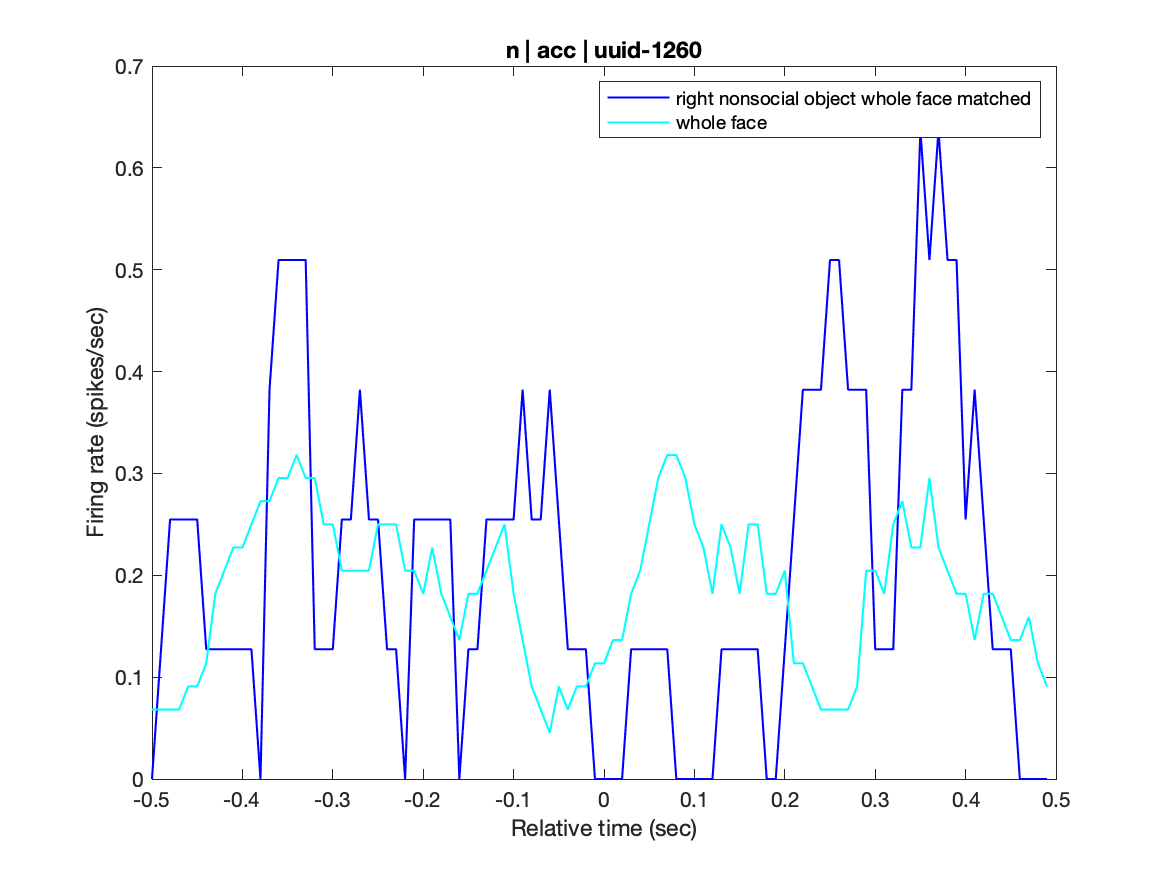 n | acc | uuid-1260
right nonsocial object whole face matched
whole face
0.7
0.6
0.5
0.4
0.3
0.2
0.1
0
Firing rate (spikes/sec)
-0.5 -0.4 -0.3 -0.2 -0.1 0 0.1 0.2 0.3 0.4 0.5
Relative time (sec)